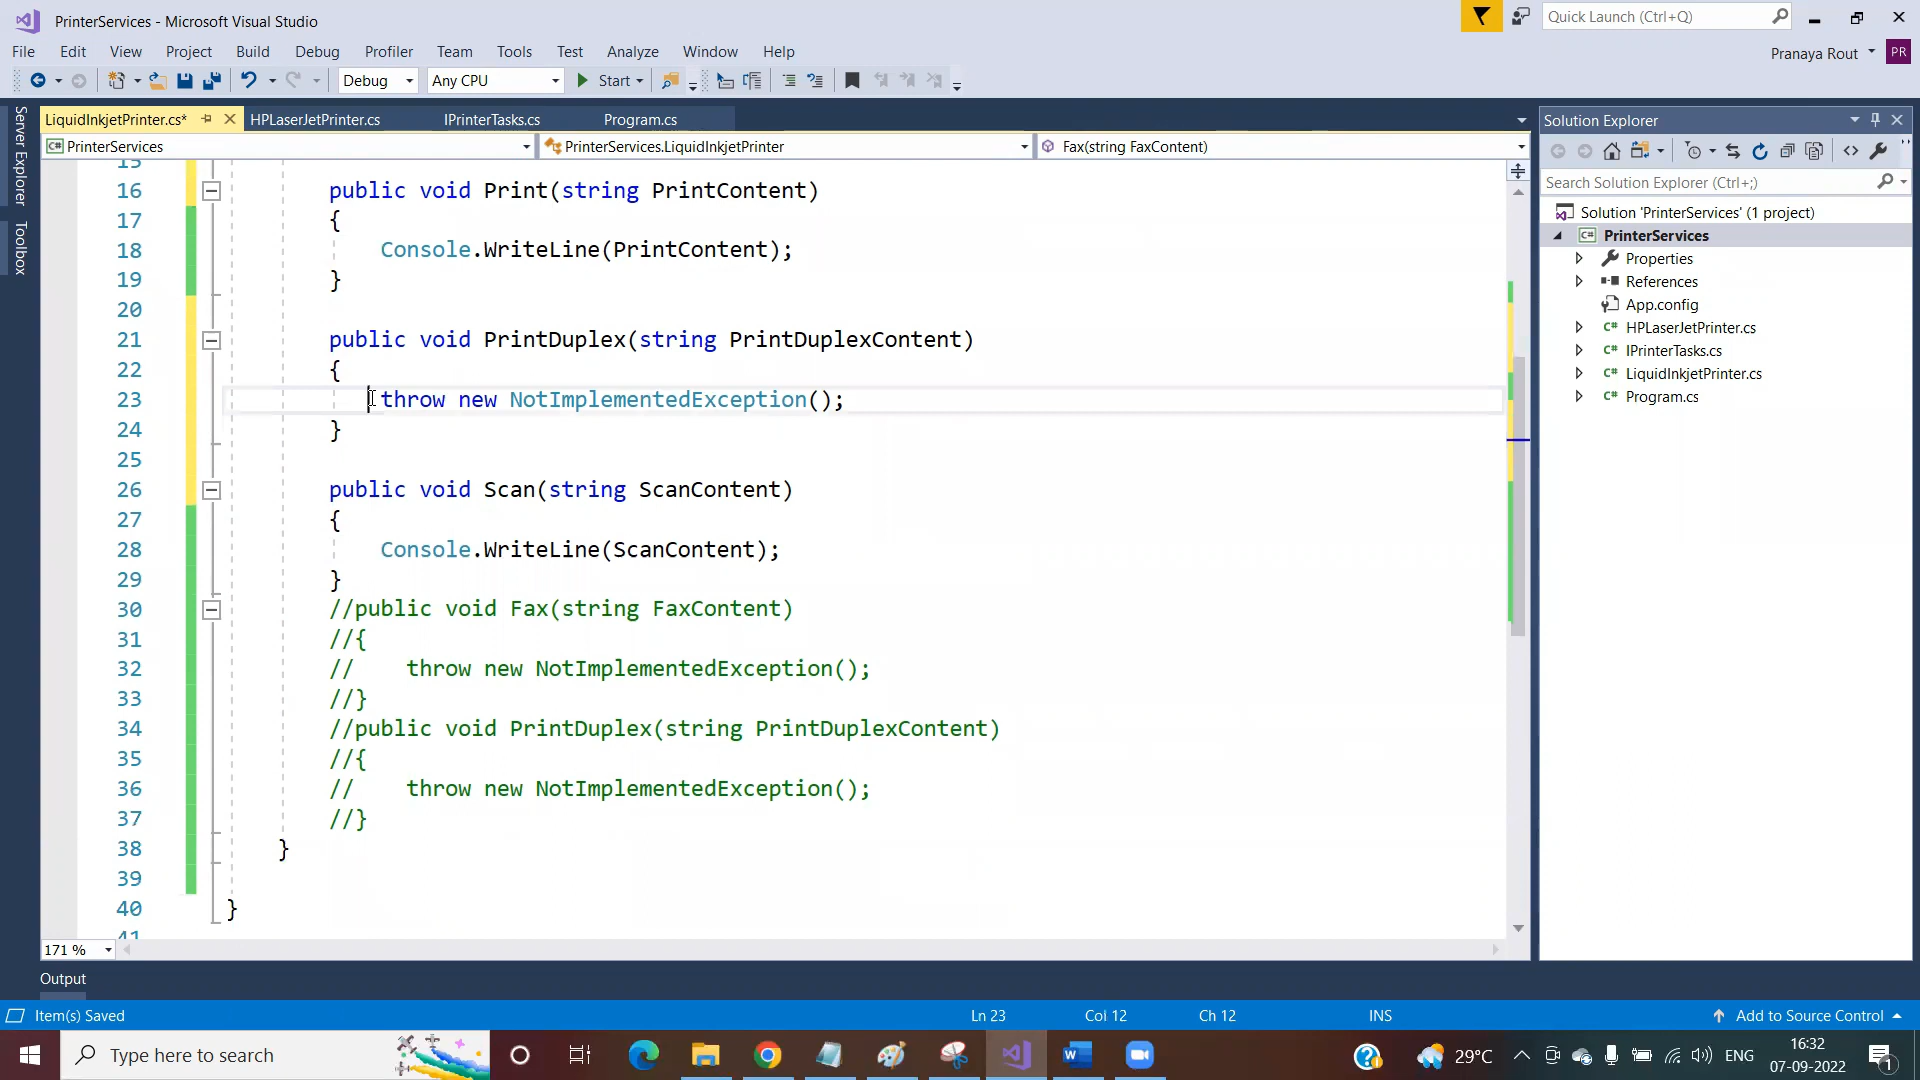 PrinterServices - Microsoft Visual Studio
Quick Launch (Ctrl+Q)
File Edit View Project Build Debug Profiler Team Tools Test Analyze Window Help
Pranaya Rout PR
Debug Any CPU Start
Server Explorer
Toolbox
LiquidInkjetPrinter.cs* HPLaserJetPrinter.cs IPrinterTasks.cs Program.cs
PrinterServices PrinterServices.LiquidInkjetPrinter Fax(string FaxContent)
15
16 public void Print(string PrintContent)
17 {
18 Console.WriteLine(PrintContent);
19 }
20
21 public void PrintDuplex(string PrintDuplexContent)
22 {
23 throw new NotImplementedException();
24 }
25
26 public void Scan(string ScanContent)
27 {
28 Console.WriteLine(ScanContent);
29 }
30 //public void Fax(string FaxContent)
31 //{
32 // throw new NotImplementedException();
33 //}
34 //public void PrintDuplex(string PrintDuplexContent)
35 //{
36 // throw new NotImplementedException();
37 //}
38 }
39
40 }
41
171 %
Solution Explorer
Search Solution Explorer (Ctrl+;)
Solution 'PrinterServices' (1 project)
C# PrinterServices
Properties
References
App.config
C# HPLaserJetPrinter.cs
C# IPrinterTasks.cs
C# LiquidInkjetPrinter.cs
C# Program.cs
Output
Item(s) Saved Ln 23 Col 12 Ch 12 INS Add to Source Control
Type here to search
29°C ENG 16:32
07-09-2022
1